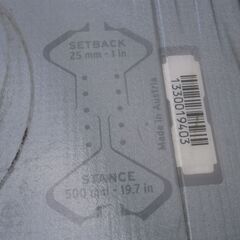 SETBACK
25 mm - 1 in
STANCE
500 mm - 19.7 in
Made in Austria
1330019403